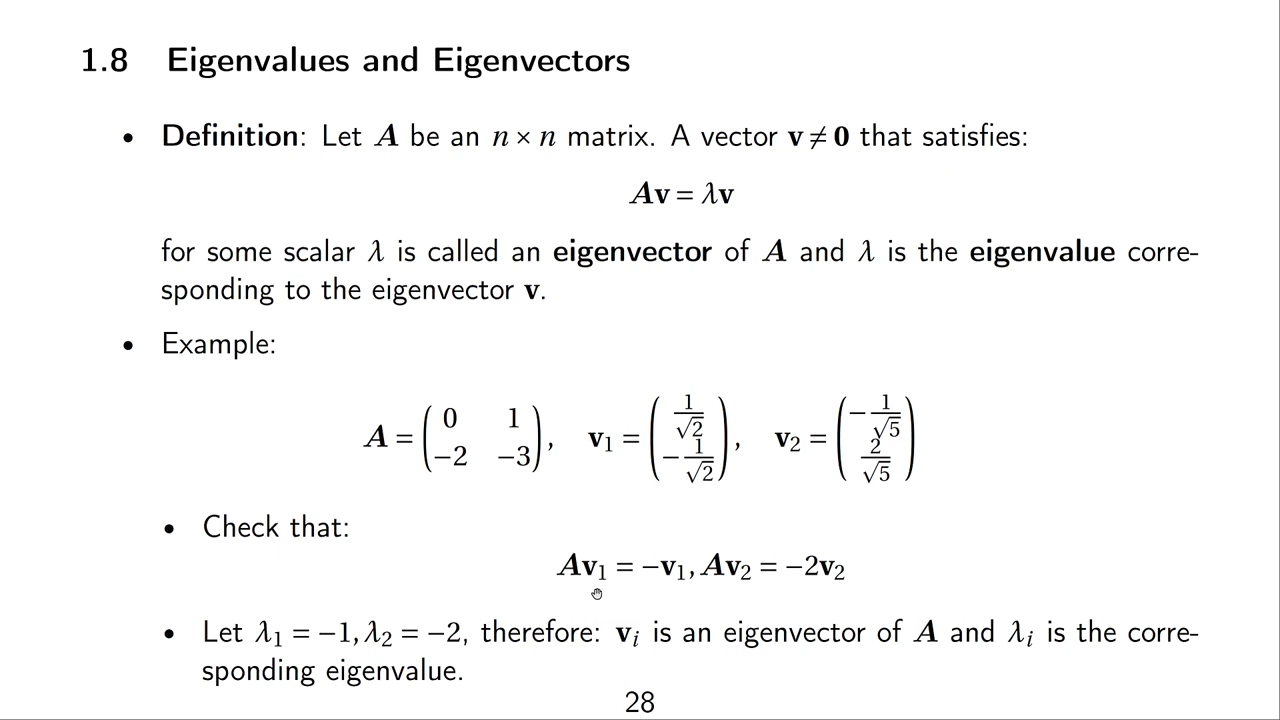 1.8 Eigenvalues and Eigenvectors
• Definition: Let A be an n × n matrix. A vector v ≠ 0 that satisfies:
Av = λv
for some scalar λ is called an eigenvector of A and λ is the eigenvalue corre-
sponding to the eigenvector v.
• Example:
A = (0 1 −2 −3), v₁ = (1/√2 −1/√2), v₂ = (−1/√5 2/√5)
• Check that:
Av₁ = −v₁, Av₂ = −2v₂
• Let λ₁ = −1, λ₂ = −2, therefore: vᵢ is an eigenvector of A and λᵢ is the corre-
sponding eigenvalue.
28